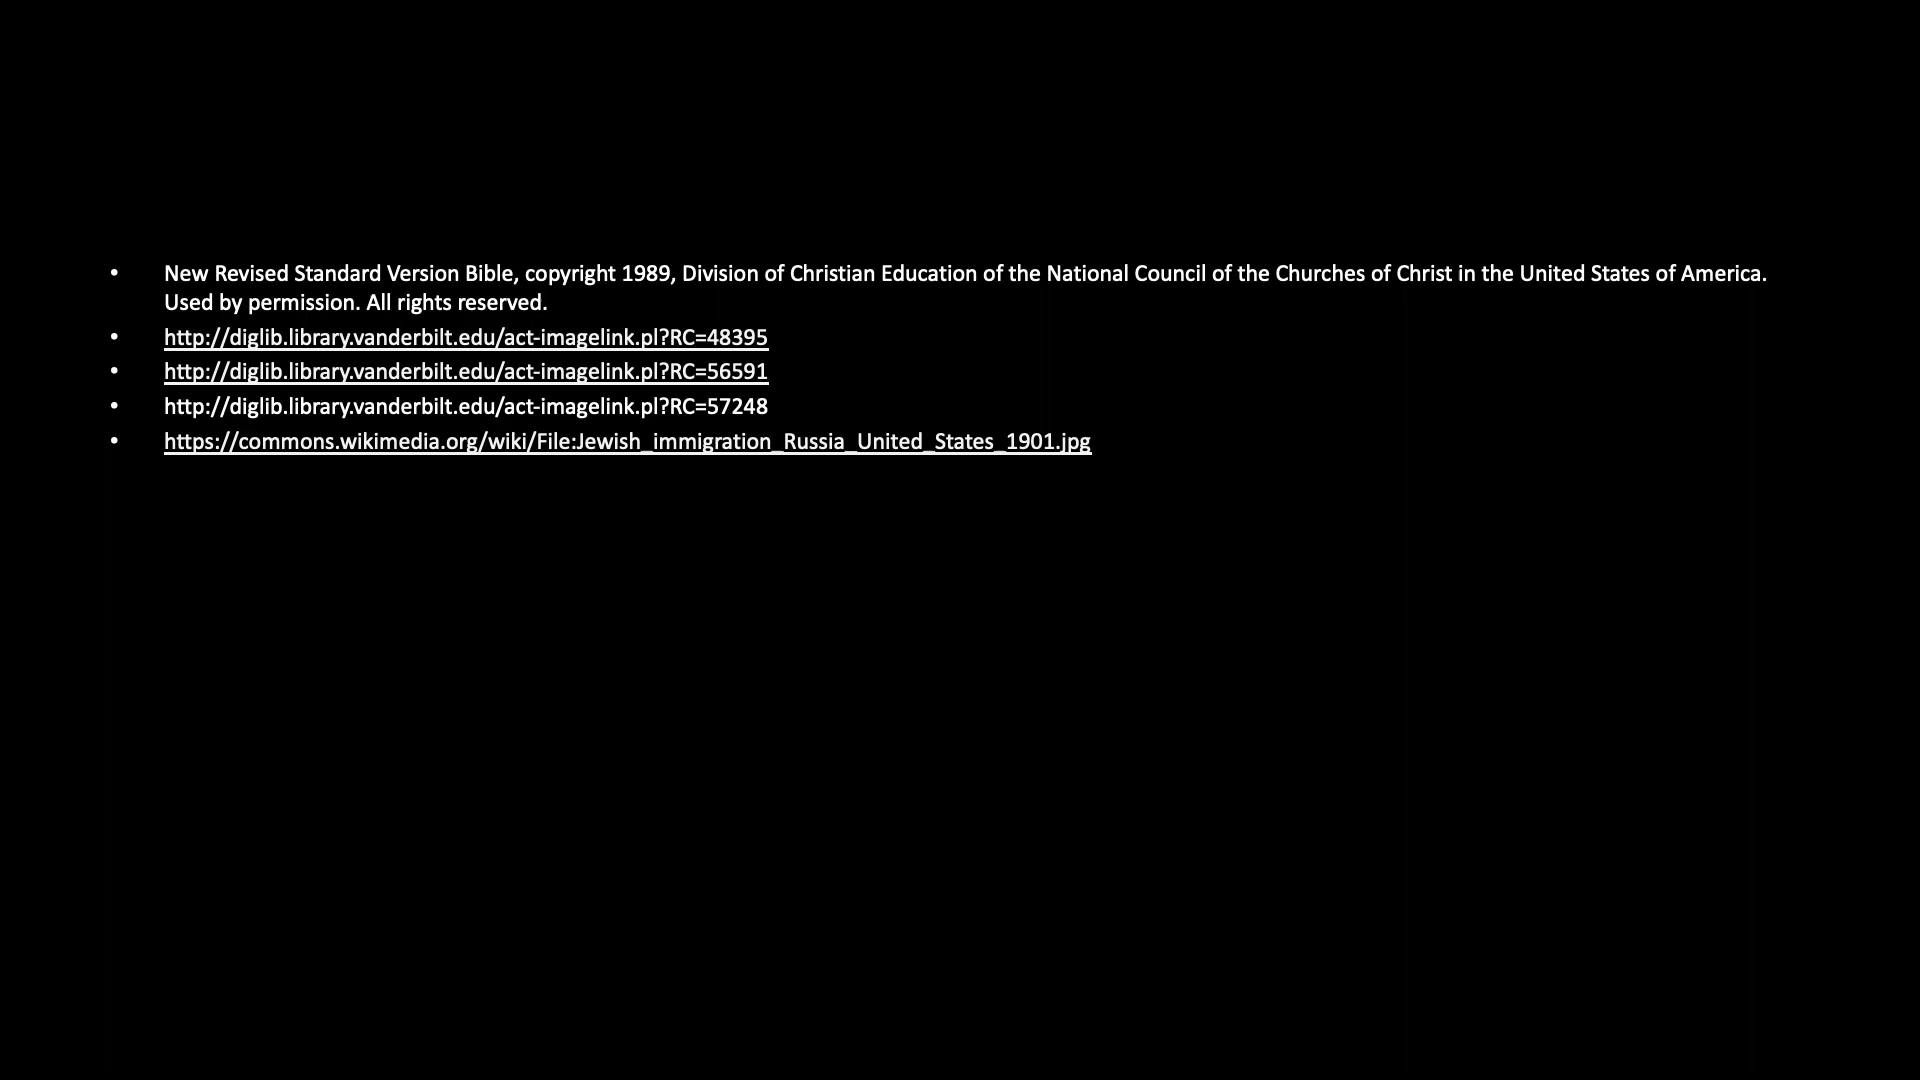 • New Revised Standard Version Bible, copyright 1989, Division of Christian Education of the National Council of the Churches of Christ in the United States of America.
Used by permission. All rights reserved.
• http://diglib.library.vanderbilt.edu/act-imagelink.pl?RC=48395
• http://diglib.library.vanderbilt.edu/act-imagelink.pl?RC=56591
• http://diglib.library.vanderbilt.edu/act-imagelink.pl?RC=57248
• https://commons.wikimedia.org/wiki/File:Jewish_immigration_Russia_United_States_1901.jpg